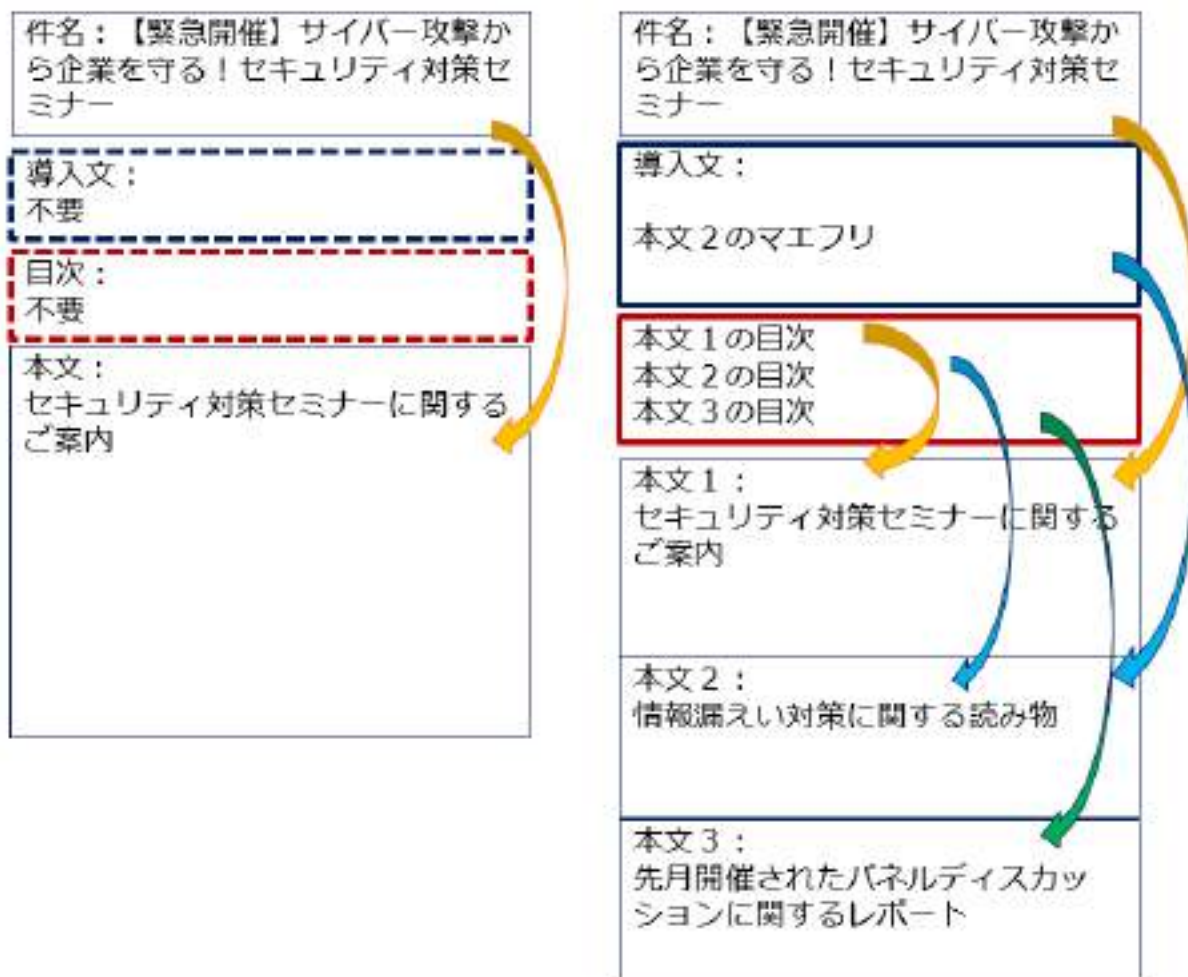 件名：【緊急開催】サイバー攻撃か
ら企業を守る！セキュリティ対策セ
ミナー
導入文：
不要
目次：
不要
本文：
セキュリティ対策セミナーに関する
ご案内
件名：【緊急開催】サイバー攻撃か
ら企業を守る！セキュリティ対策セ
ミナー
導入文：
本文２のマエフリ
本文１の目次
本文２の目次
本文３の目次
本文１：
セキュリティ対策セミナーに関する
ご案内
本文２：
情報漏えい対策に関する読み物
本文３：
先月開催されたパネルディスカッ
ションに関するレポート